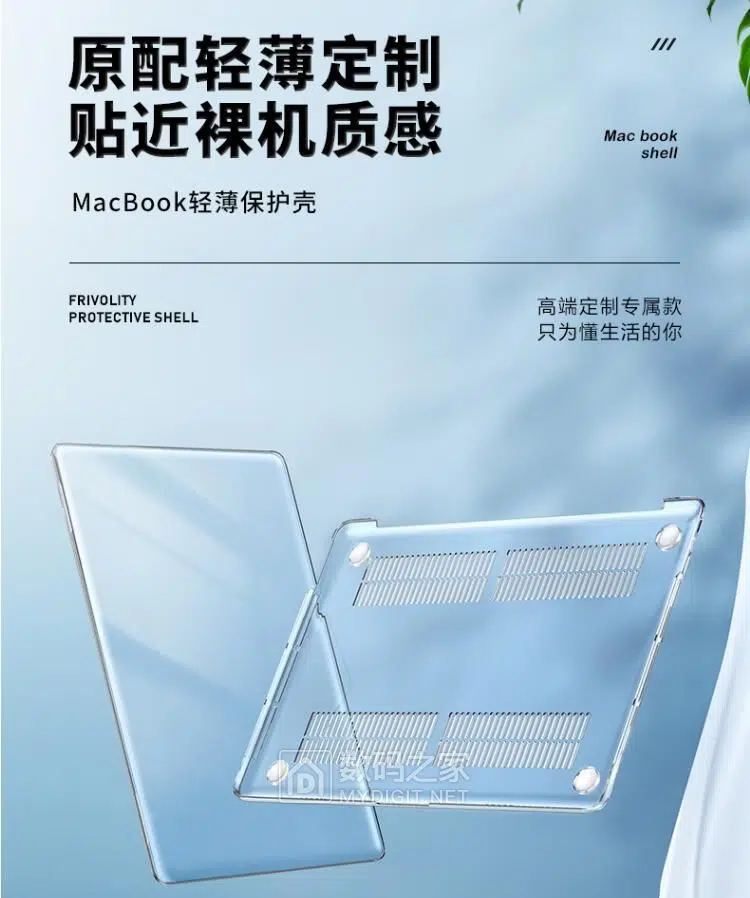 原配轻薄定制
贴近裸机质感
Mac book
shell
MacBook轻薄保护壳
FRIVOLITY
PROTECTIVE SHELL
高端定制专属款
只为懂生活的你
数码之家
MYDIGIT.NET